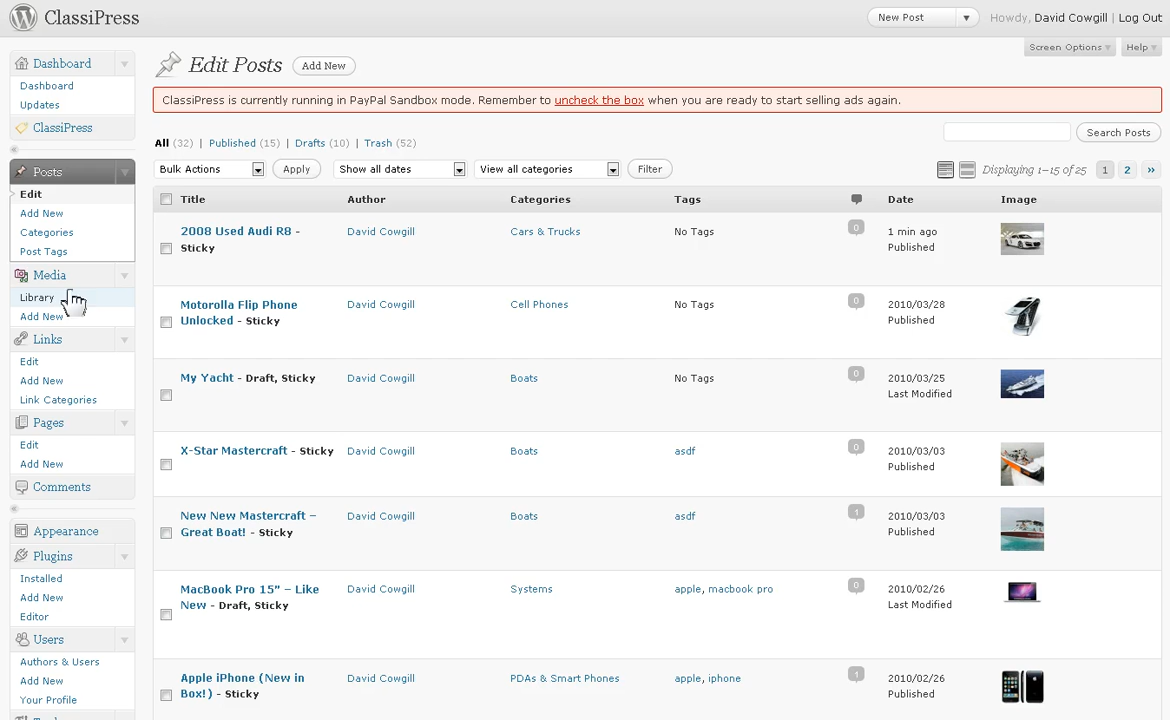 ClassiPress
New Post
Howdy, David Cowgill | Log Out
Screen Options
Help
Dashboard
Dashboard
Updates
ClassiPress
Posts
Edit
Add New
Categories
Post Tags
Media
Library
Add New
Links
Edit
Add New
Link Categories
Pages
Edit
Add New
Comments
Appearance
Plugins
Installed
Add New
Editor
Users
Authors & Users
Add New
Your Profile
Edit Posts
Add New
ClassiPress is currently running in PayPal Sandbox mode. Remember to uncheck the box when you are ready to start selling ads again.
All (32) | Published (15) | Drafts (10) | Trash (52)
Search Posts
Bulk Actions
Apply
Show all dates
View all categories
Filter
Displaying 1–15 of 25
1
2
»
Title Author Categories Tags Date Image
2008 Used Audi R8 - David Cowgill Cars & Trucks No Tags 0 1 min ago
Sticky Published
Motorolla Flip Phone David Cowgill Cell Phones No Tags 0 2010/03/28
Unlocked - Sticky Published
My Yacht - Draft, Sticky David Cowgill Boats No Tags 0 2010/03/25
Last Modified
X-Star Mastercraft - Sticky David Cowgill Boats asdf 0 2010/03/03
Published
New New Mastercraft – David Cowgill Boats asdf 1 2010/03/03
Great Boat! - Sticky Published
MacBook Pro 15” – Like David Cowgill Systems apple, macbook pro 0 2010/02/26
New - Draft, Sticky Last Modified
Apple iPhone (New in David Cowgill PDAs & Smart Phones apple, iphone 1 2010/02/26
Box!) - Sticky Published